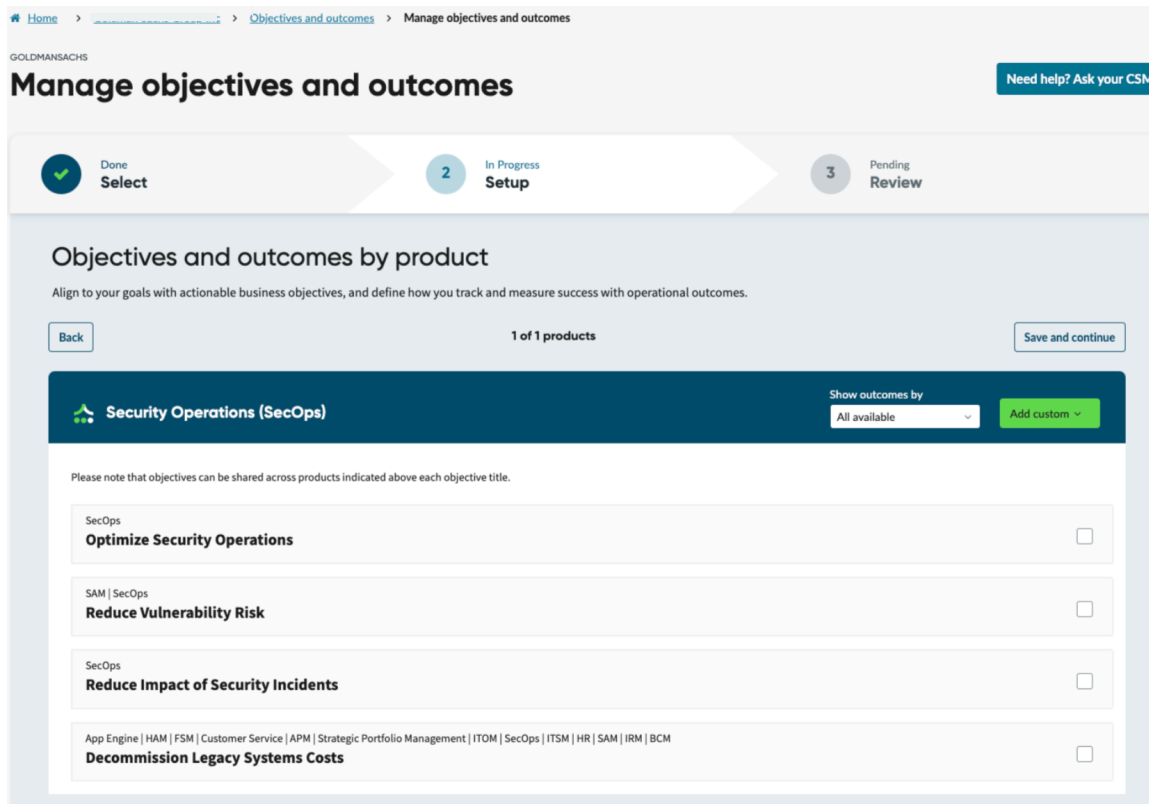 Home > > Objectives and outcomes > Manage objectives and outcomes
GOLDMANSACHS
Manage objectives and outcomes
Need help? Ask your CSM
Done
Select
2
In Progress
Setup
3
Pending
Review
Objectives and outcomes by product
Align to your goals with actionable business objectives, and define how you track and measure success with operational outcomes.
Back
1 of 1 products
Save and continue
Security Operations (SecOps)
Show outcomes by
All available
Add custom
Please note that objectives can be shared across products indicated above each objective title.
SecOps
Optimize Security Operations
SAM | SecOps
Reduce Vulnerability Risk
SecOps
Reduce Impact of Security Incidents
App Engine | HAM | FSM | Customer Service | APM | Strategic Portfolio Management | ITOM | SecOps | ITSM | HR | SAM | IRM | BCM
Decommission Legacy Systems Costs